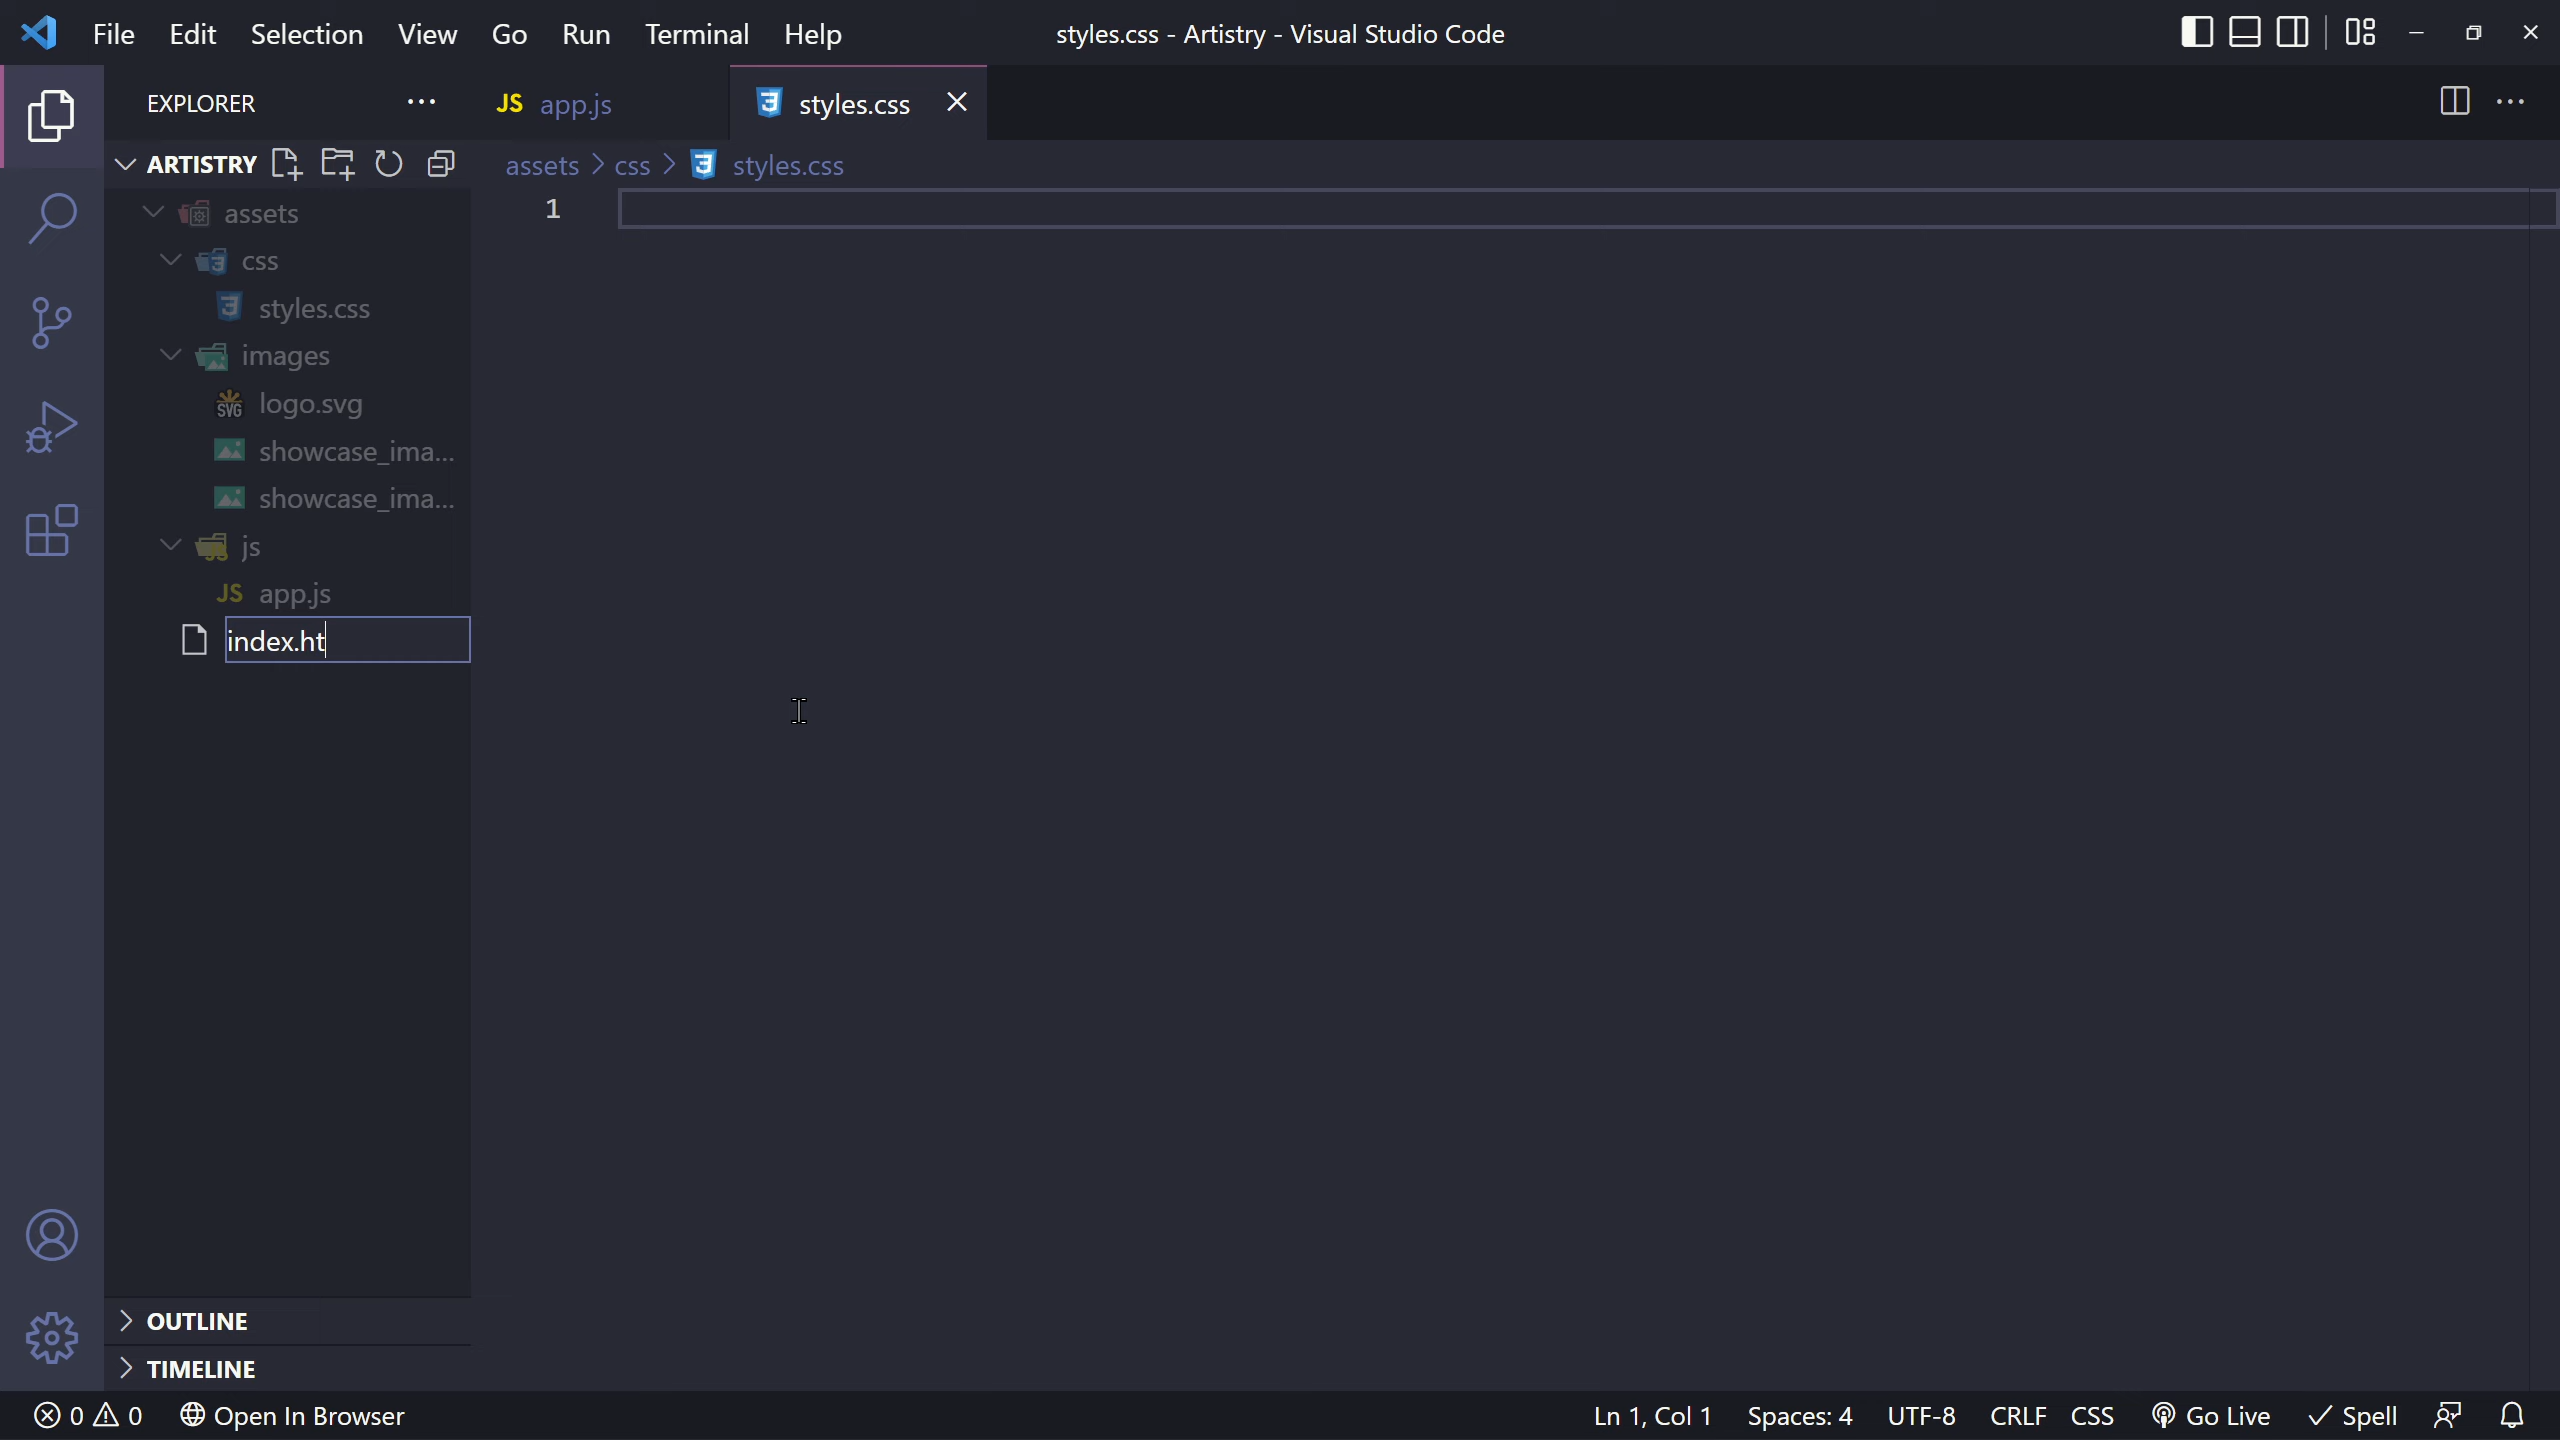 File Edit Selection View Go Run Terminal Help
styles.css - Artistry - Visual Studio Code
EXPLORER
JS app.js
styles.css
ARTISTRY
assets > css > styles.css
1
assets
css
styles.css
images
SVG logo.svg
showcase_ima...
showcase_ima...
js
JS app.js
index.ht
OUTLINE
TIMELINE
0 0 Open In Browser
Ln 1, Col 1 Spaces: 4 UTF-8 CRLF CSS Go Live Spell